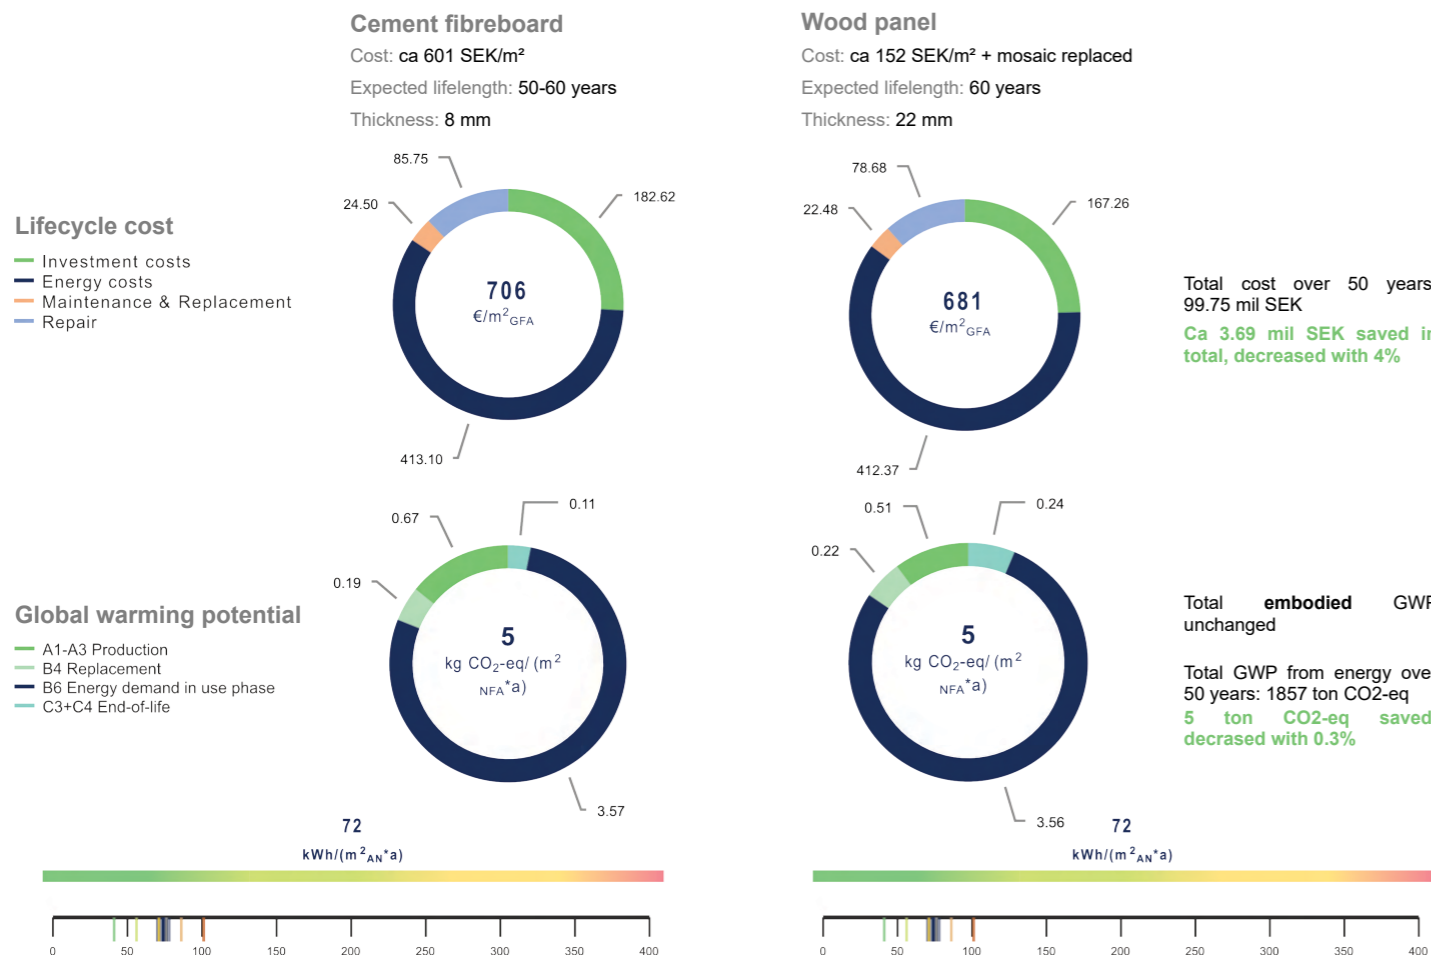 Cement fibreboard
Cost: ca 601 SEK/m²
Expected lifelength: 50-60 years
Thickness: 8 mm
Wood panel
Cost: ca 152 SEK/m² + mosaic replaced
Expected lifelength: 60 years
Thickness: 22 mm
Lifecycle cost
Investment costs
Energy costs
Maintenance & Replacement
Repair
85.75
24.50
182.62
706
€/m²GFA
413.10
78.68
22.48
167.26
681
€/m²GFA
412.37
Total cost over 50 years
99.75 mil SEK
Ca 3.69 mil SEK saved in
total, decreased with 4%
Global warming potential
A1-A3 Production
B4 Replacement
B6 Energy demand in use phase
C3+C4 End-of-life
0.67
0.11
0.19
5
kg CO₂-eq/ (m²
NFA*a)
3.57
0.51
0.24
0.22
5
kg CO₂-eq/ (m²
NFA*a)
3.56
Total embodied GWP
unchanged
Total GWP from energy over
50 years: 1857 ton CO2-eq
5 ton CO2-eq saved
decrased with 0.3%
72
kWh/(m²AN*a)
0 50 100 150 200 250 300 350 400
72
kWh/(m²AN*a)
0 50 100 150 200 250 300 350 400